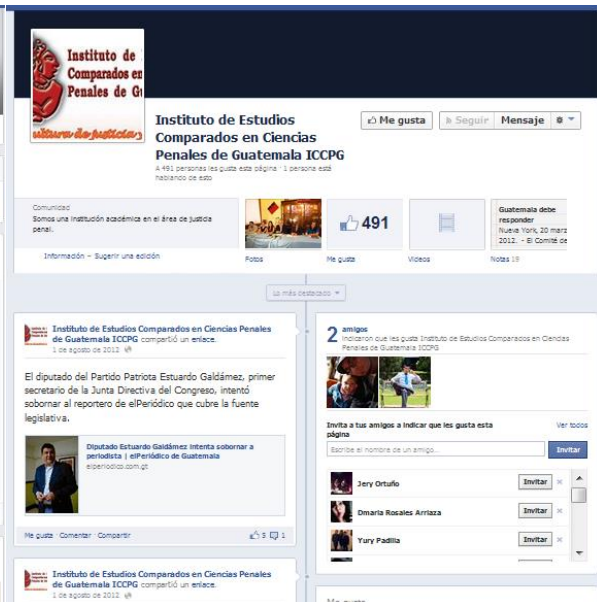 Instituto de
Comparados en
Penales de Gu
cultura de justicia
Instituto de Estudios
Comparados en Ciencias
Penales de Guatemala ICCPG
A 491 personas les gusta esta página · 1 persona está
hablando de esto
Me gusta
Seguir
Mensaje
Comunidad
Somos una institución académica en el área de justicia
penal.
Información – Sugerir una edición
Fotos
491
Me gusta
Videos
Guatemala debe
responder
Nueva York, 20 marz
2012. - El Comité de
Notas 19
Lo más destacado
Instituto de Estudios Comparados en Ciencias Penales
de Guatemala ICCPG compartió un enlace.
1 de agosto de 2012
El diputado del Partido Patriota Estuardo Galdámez, primer
secretario de la Junta Directiva del Congreso, intentó
sobornar al reportero de elPeriódico que cubre la fuente
legislativa.
Diputado Estuardo Galdámez intenta sobornar a
periodista | elPeriódico de Guatemala
elperiodico.com.gt
Me gusta · Comentar · Compartir
5 1
Instituto de Estudios Comparados en Ciencias Penales
de Guatemala ICCPG compartió un enlace.
1 de agosto de 2012
2 amigos
indicaron que les gusta Instituto de Estudios Comparados en Ciencias
Penales de Guatemala ICCPG
Invita a tus amigos a indicar que les gusta esta
página
Ver todos
Escribe el nombre de un amigo...
Invitar
Jery Ortuño
Invitar
Dmaria Rosales Arriaza
Invitar
Yury Padilla
Invitar
Me gusta